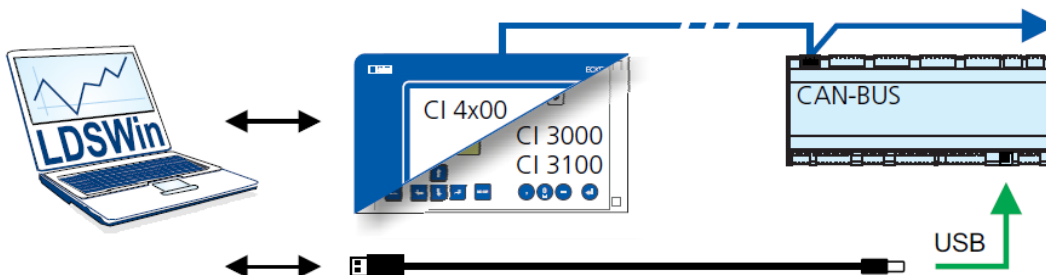 LDSWin
CI 4x00
CI 3000
CI 3100
CAN-BUS
USB